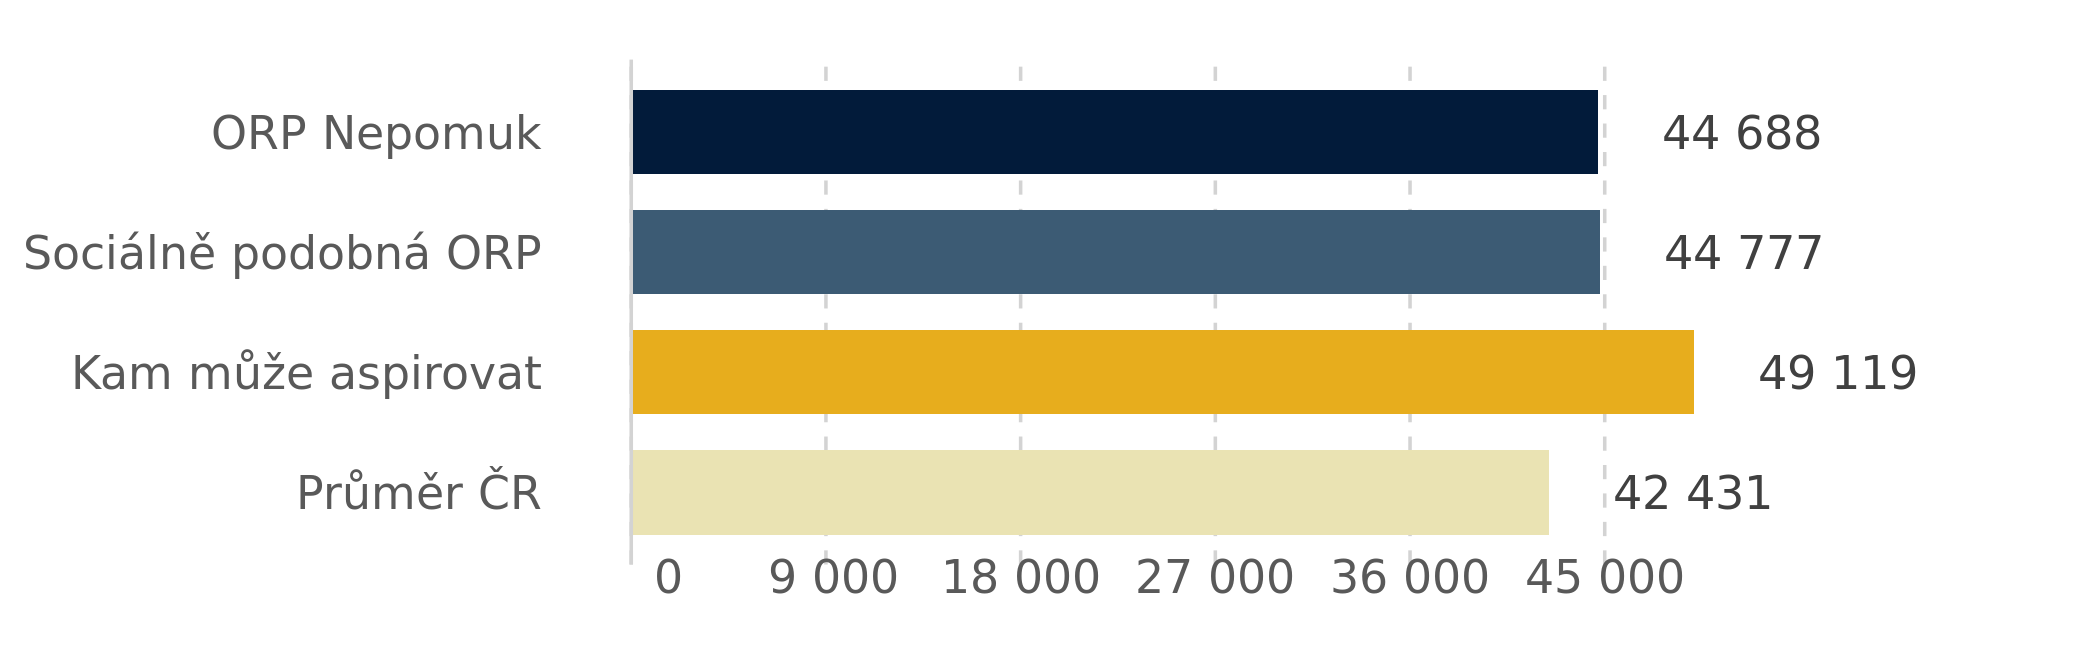 ORP Nepomuk 44 688
Sociálně podobná ORP 44 777
Kam může aspirovat 49 119
Průměr ČR 42 431
0 9 000 18 000 27 000 36 000 45 000